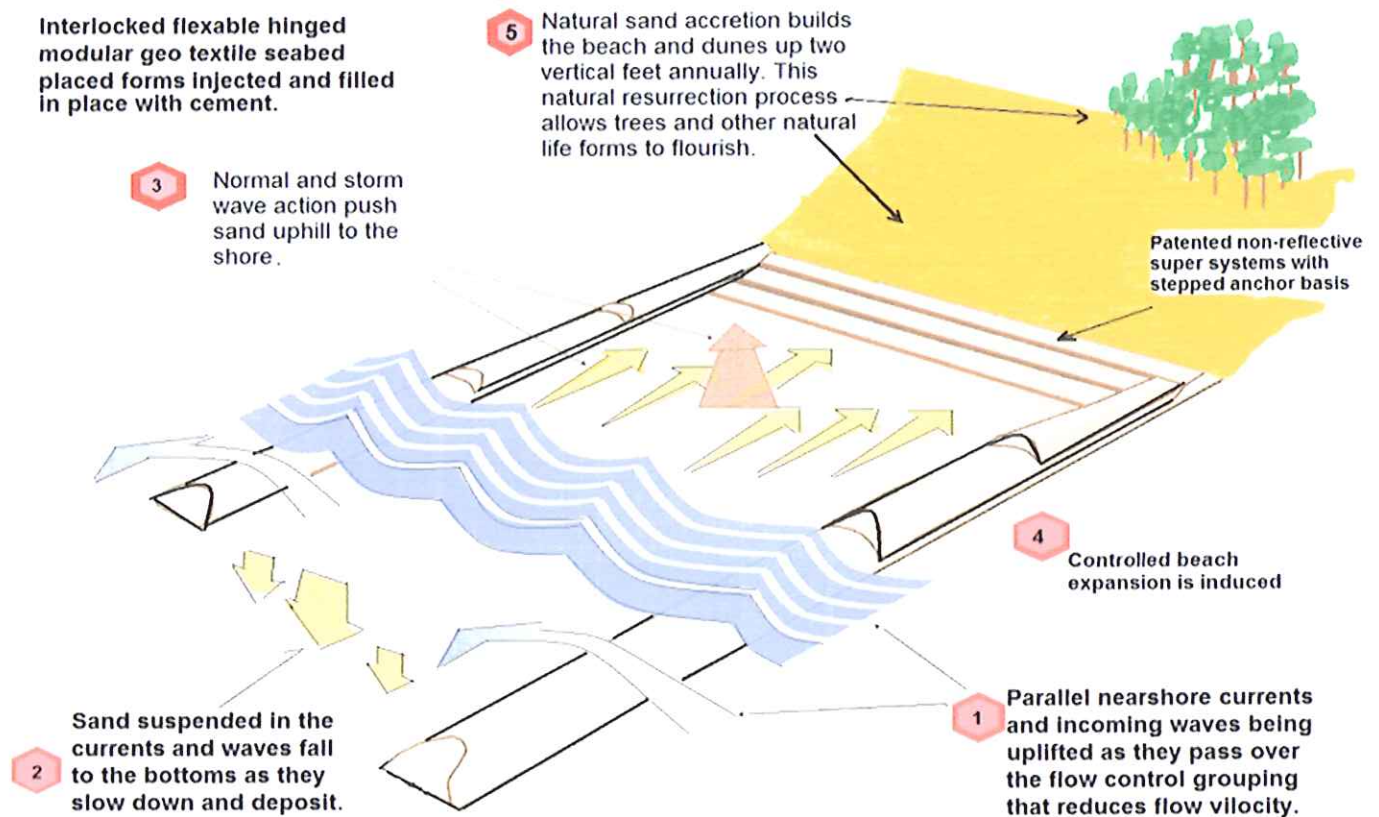 Interlocked flexable hinged
modular geo textile seabed
placed forms injected and filled
in place with cement.
5
Natural sand accretion builds
the beach and dunes up two
vertical feet annually. This
natural resurrection process
allows trees and other natural
life forms to flourish.
3
Normal and storm
wave action push
sand uphill to the
shore.
Patented non-reflective
super systems with
stepped anchor basis
4
Controlled beach
expansion is induced
2
Sand suspended in the
currents and waves fall
to the bottoms as they
slow down and deposit.
1
Parallel nearshore currents
and incoming waves being
uplifted as they pass over
the flow control grouping
that reduces flow vilocity.